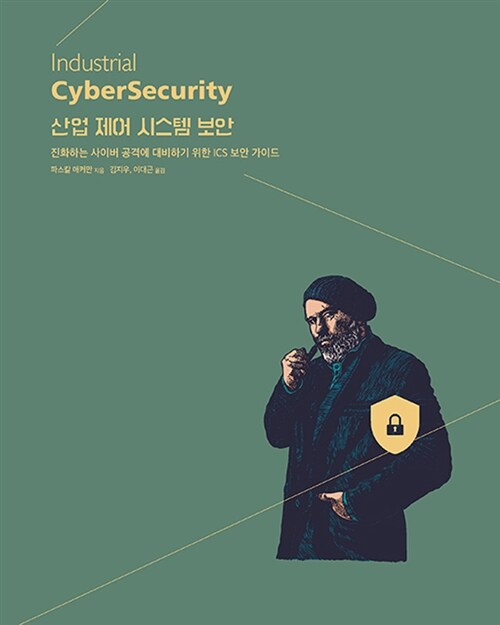 Industrial
CyberSecurity
산업 제어 시스템 보안
진화하는 사이버 공격에 대비하기 위한 ICS 보안 가이드
파스칼 애커만 지음 김지우, 이대근 옮김